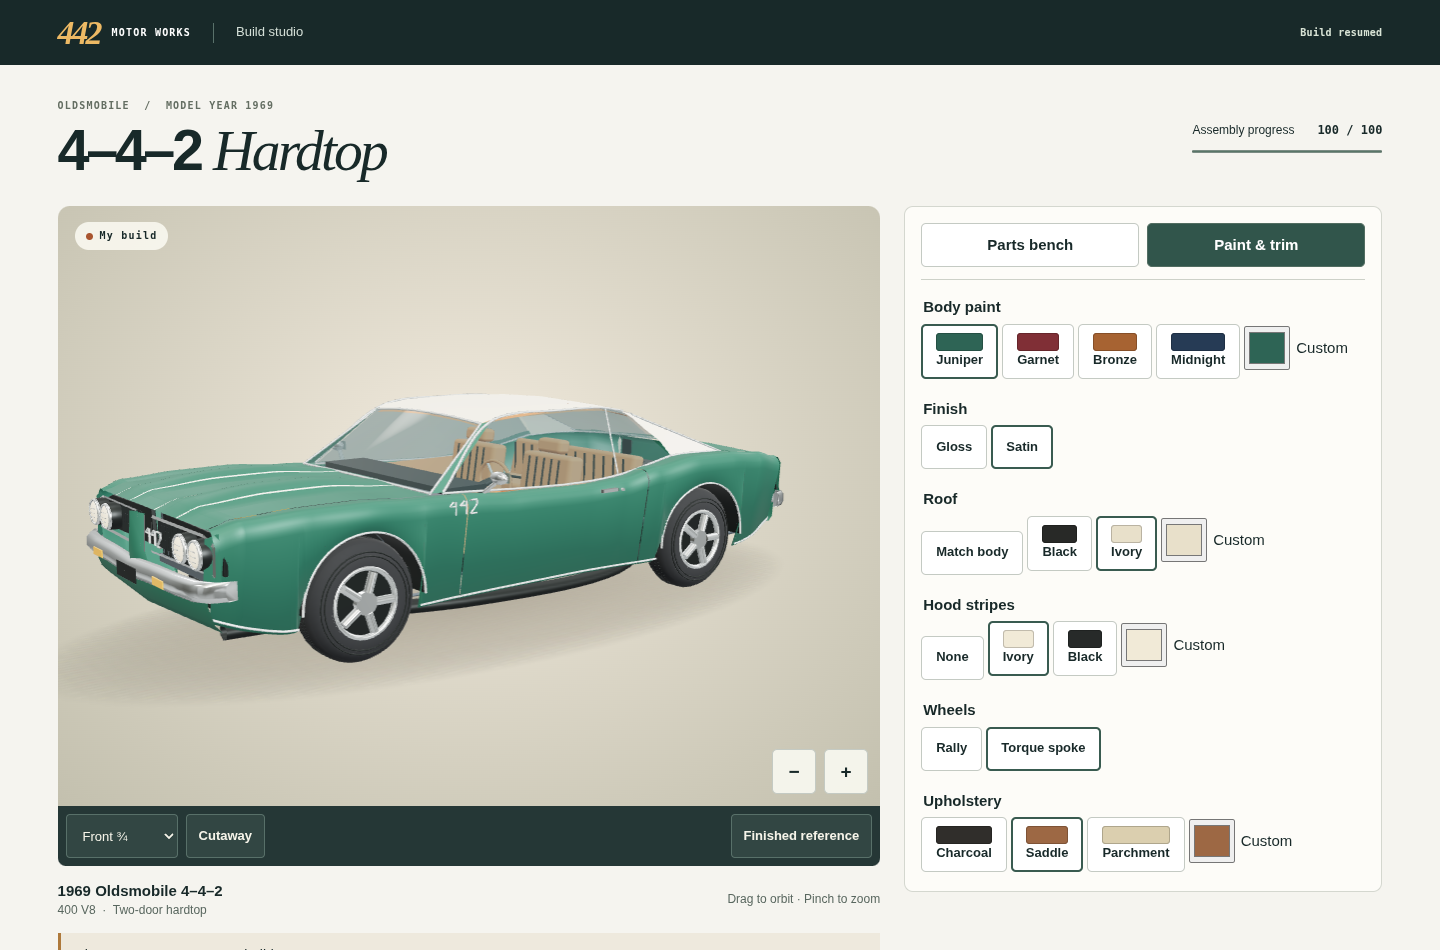 442 MOTOR WORKS
Build studio
Build resumed
OLDSMOBILE / MODEL YEAR 1969
4–4–2 Hardtop
Assembly progress 100 / 100
My build
442
442
− +
Front ¾
Cutaway
Finished reference
1969 Oldsmobile 4–4–2
400 V8 · Two-door hardtop
Drag to orbit · Pinch to zoom
Parts bench
Paint & trim
Body paint
Juniper
Garnet
Bronze
Midnight
Custom
Finish
Gloss
Satin
Roof
Match body
Black
Ivory
Custom
Hood stripes
None
Ivory
Black
Custom
Wheels
Rally
Torque spoke
Upholstery
Charcoal
Saddle
Parchment
Custom